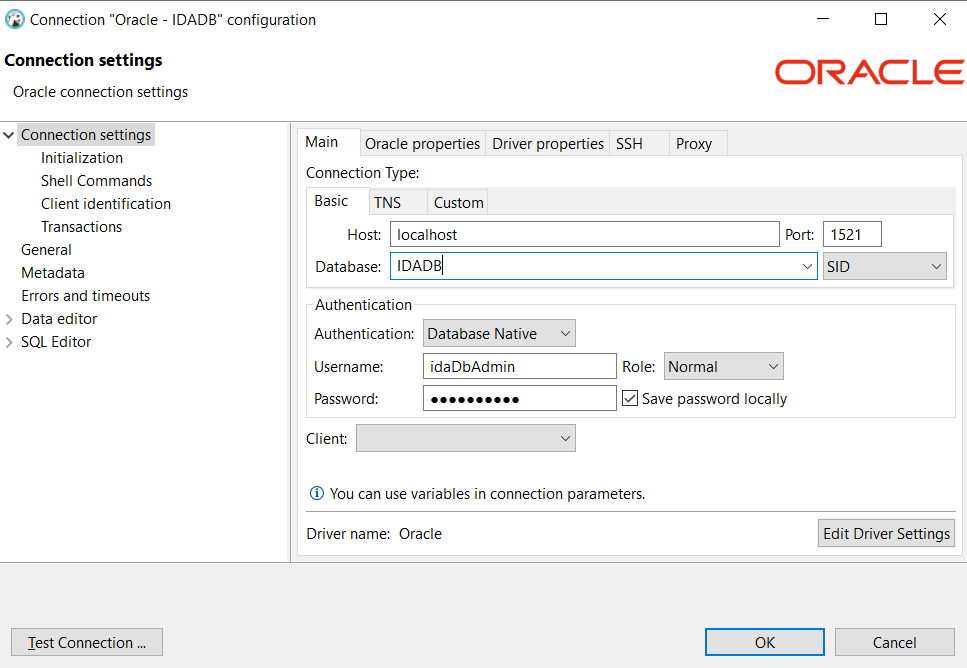 Connection "Oracle - IDADB" configuration
Connection settings
Oracle connection settings
ORACLE
Connection settings
Initialization
Shell Commands
Client identification
Transactions
General
Metadata
Errors and timeouts
Data editor
SQL Editor
Main Oracle properties Driver properties SSH Proxy
Connection Type:
Basic TNS Custom
Host: localhost Port: 1521
Database: IDADB SID
Authentication
Authentication: Database Native
Username: idaDbAdmin Role: Normal
Password: ●●●●●●●●●● Save password locally
Client:
You can use variables in connection parameters.
Driver name: Oracle Edit Driver Settings
Test Connection ... OK Cancel